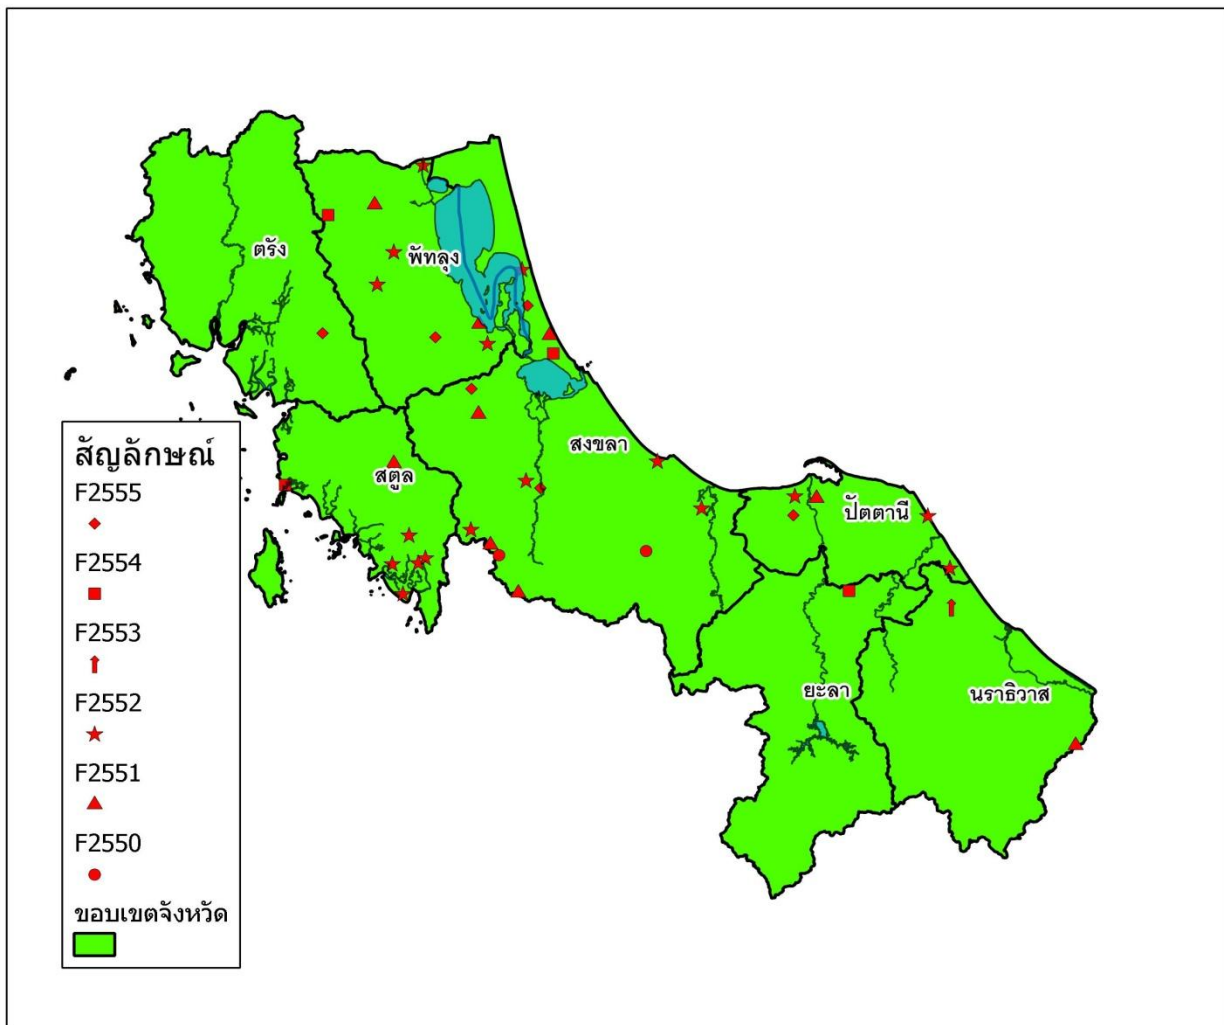 ตรัง
พัทลุง
สงขลา
สตูล
ปัตตานี
ยะลา
นราธิวาส
สัญลักษณ์
F2555
F2554
F2553
F2552
F2551
F2550
ขอบเขตจังหวัด